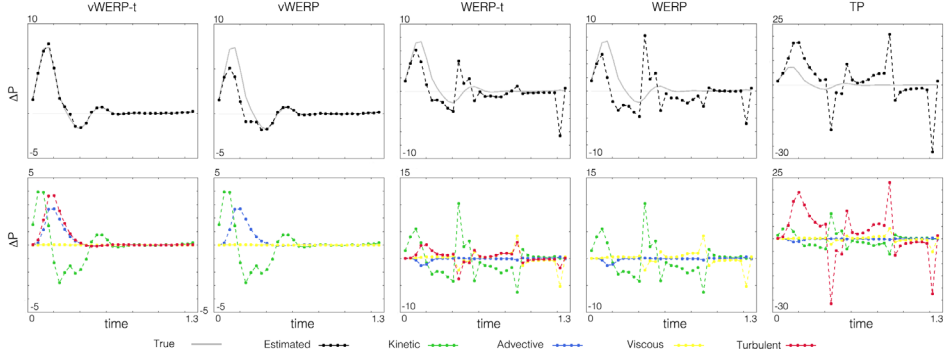 vWERP-t vWERP WERP-t WERP TP
10 10 10 10 25
ΔP
-5 -5 -10 -10 -30
5 5 15 15 25
ΔP
-5 -5 -10 -10 -30
0 1.3 0 1.3 0 1.3 0 1.3 0 1.3
time time time time time
True Estimated Kinetic Advective Viscous Turbulent